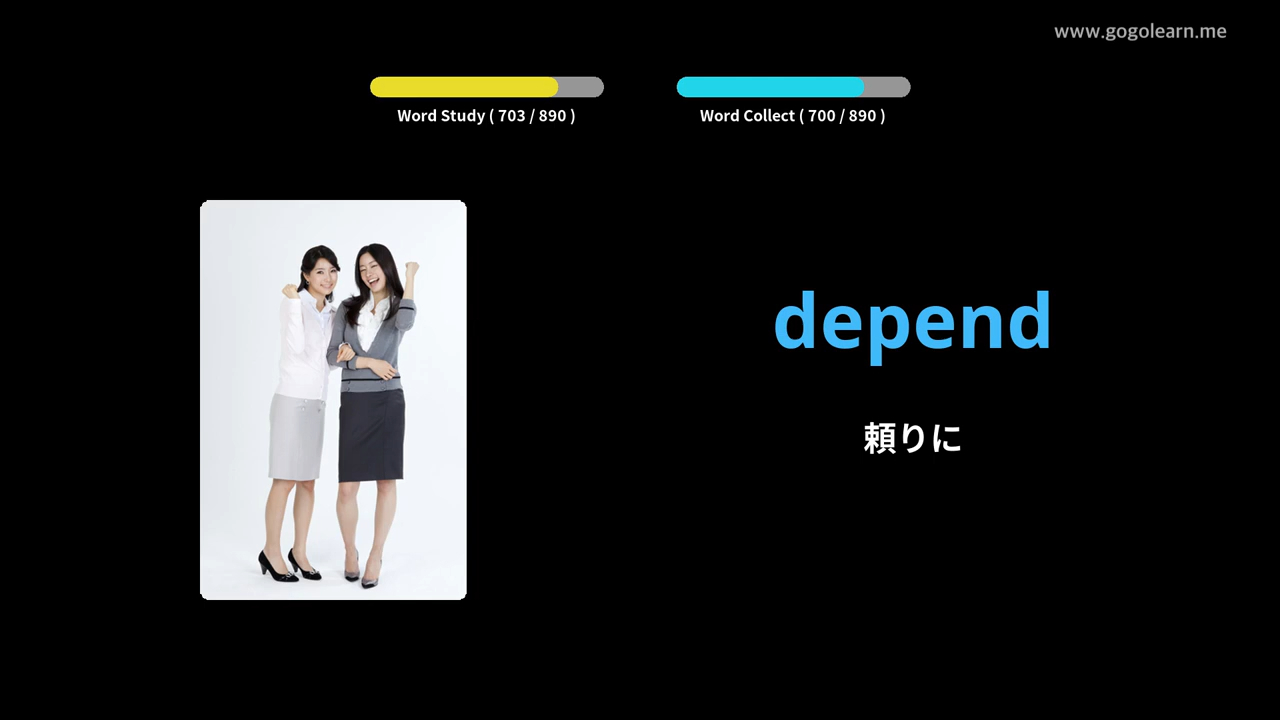 www.gogolearn.me
Word Study ( 703 / 890 )
Word Collect ( 700 / 890 )
depend
頼りに